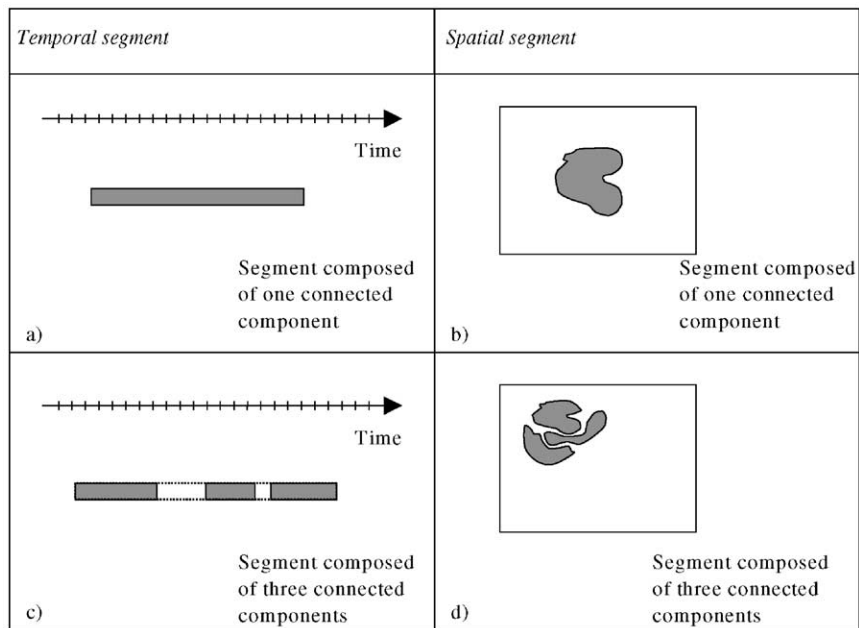 Temporal segment
Spatial segment
Time
Segment composed
of one connected
component
a)
Segment composed
of one connected
component
b)
Time
Segment composed
of three connected
components
c)
Segment composed
of three connected
components
d)